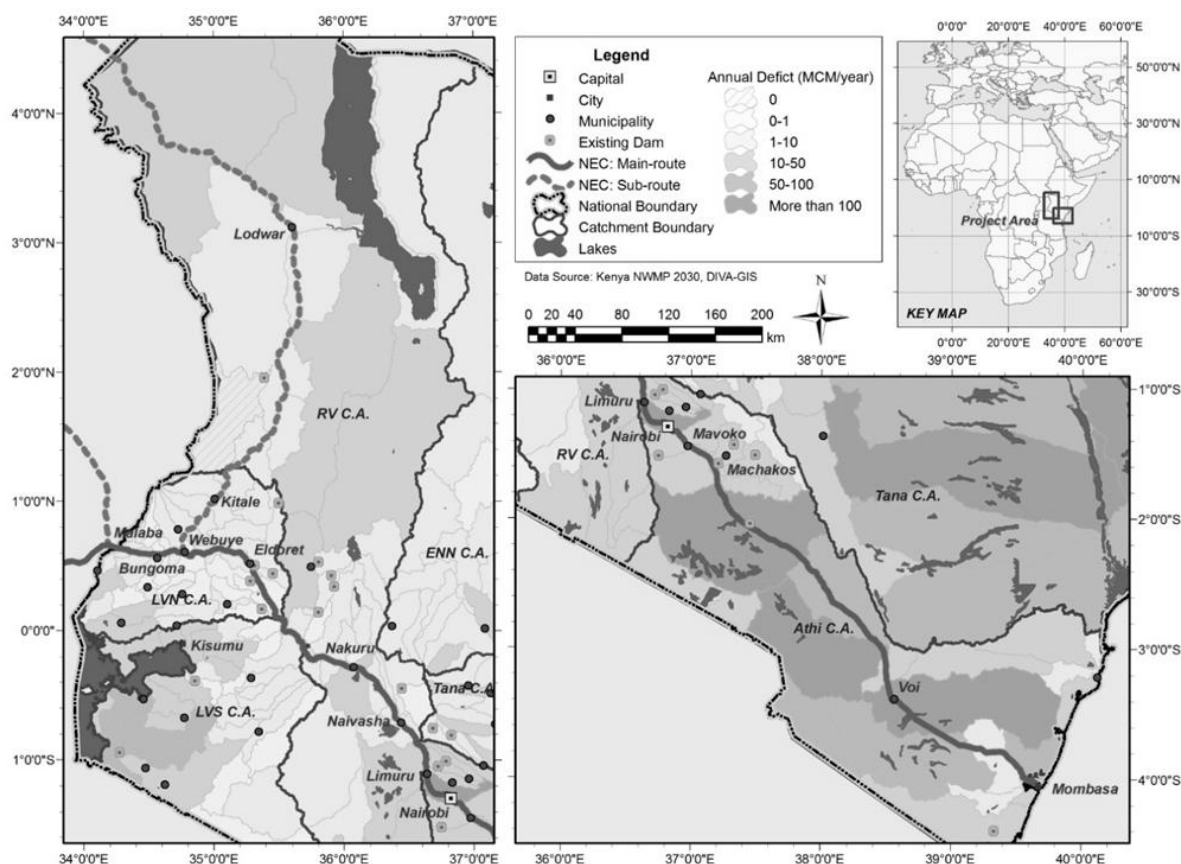 34°0'0"E 35°0'0"E 36°0'0"E 37°0'0"E
4°0'0"N
3°0'0"N
2°0'0"N
1°0'0"N
0°0'0"
1°0'0"S
Lodwar
RV C.A.
Kitale
Malaba
Webuye
Eldoret
Bungoma
ENN C.A.
LVN C.A.
Kisumu
Nakuru
Tana C.A.
LVS C.A.
Naivasha
Limuru
Nairobi
34°0'0"E 35°0'0"E 36°0'0"E 37°0'0"E
Legend
Capital
City
Municipality
Existing Dam
NEC: Main-route
NEC: Sub-route
National Boundary
Catchment Boundary
Lakes
Annual Defict (MCM/year)
0
0-1
1-10
10-50
50-100
More than 100
Data Source: Kenya NWMP 2030, DIVA-GIS
N
0 20 40 80 120 160 200
km
0°0'0" 20°0'0"E 40°0'0"E 60°0'0"E
50°0'0"N
30°0'0"N
10°0'0"N
10°0'0"S
30°0'0"S
Project Area
KEY MAP
0°0'0" 20°0'0"E 40°0'0"E 60°0'0"E
36°0'0"E 37°0'0"E 38°0'0"E 39°0'0"E 40°0'0"E
1°0'0"S
2°0'0"S
3°0'0"S
4°0'0"S
Limuru
Nairobi
Mavoko
RV C.A.
Machakos
Tana C.A.
Athi C.A.
Voi
Mombasa
36°0'0"E 37°0'0"E 38°0'0"E 39°0'0"E 40°0'0"E